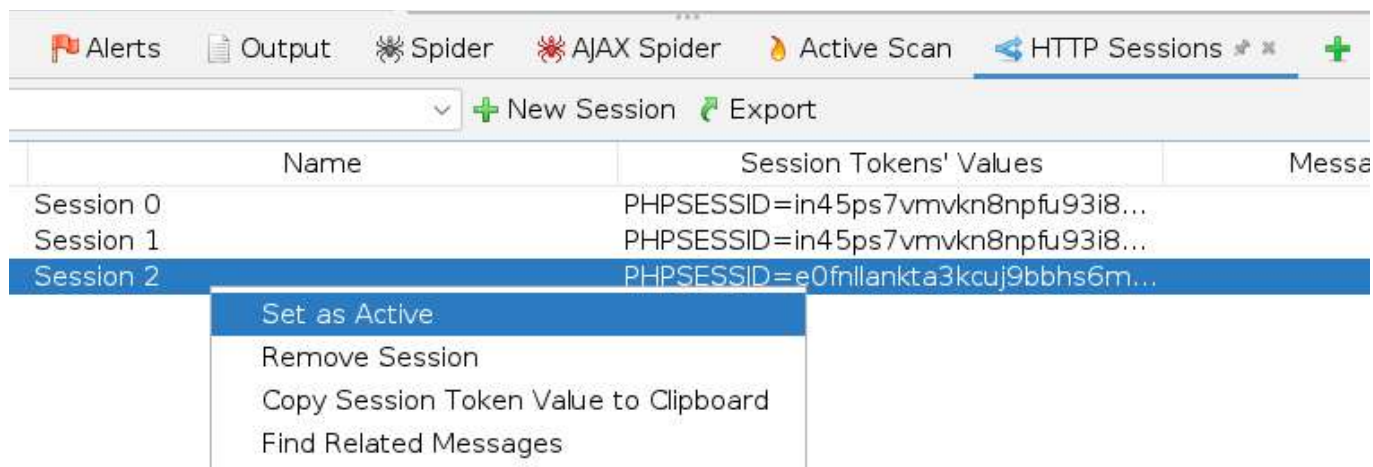 Alerts Output Spider AJAX Spider Active Scan HTTP Sessions
New Session Export
Name Session Tokens' Values Messa
Session 0 PHPSESSID=in45ps7vmvkn8npfu93i8...
Session 1 PHPSESSID=in45ps7vmvkn8npfu93i8...
Session 2 PHPSESSID=e0fnllankta3kcuj9bbhs6m...
Set as Active
Remove Session
Copy Session Token Value to Clipboard
Find Related Messages